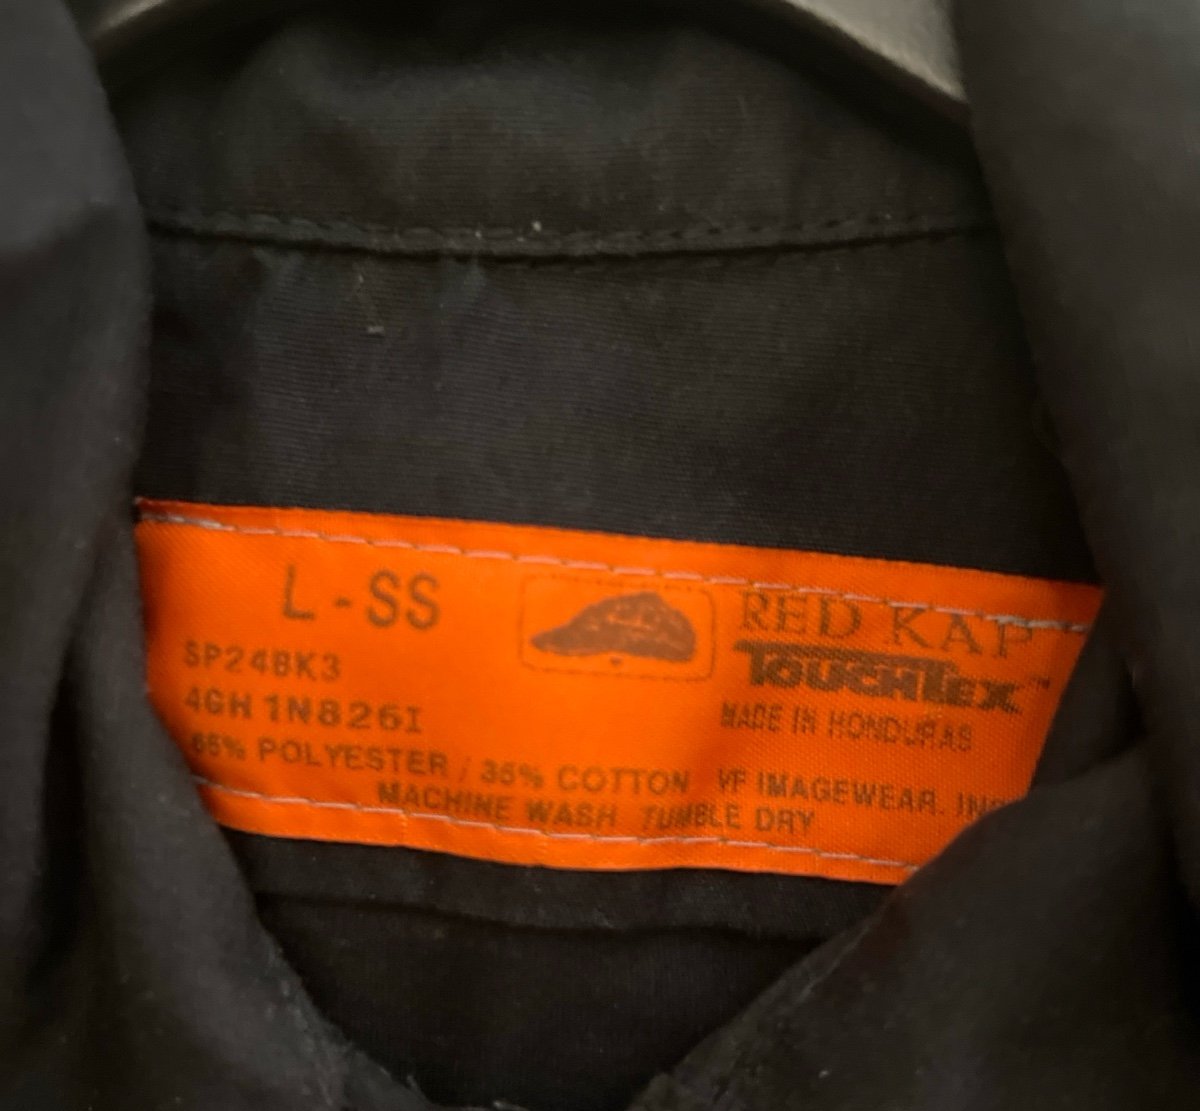 L-SS
RED KAP
TOUCHTEX™
SP24BK3
4GH 1N826I
MADE IN HONDURAS
65% POLYESTER / 35% COTTON VF IMAGEWEAR, INC
MACHINE WASH TUMBLE DRY